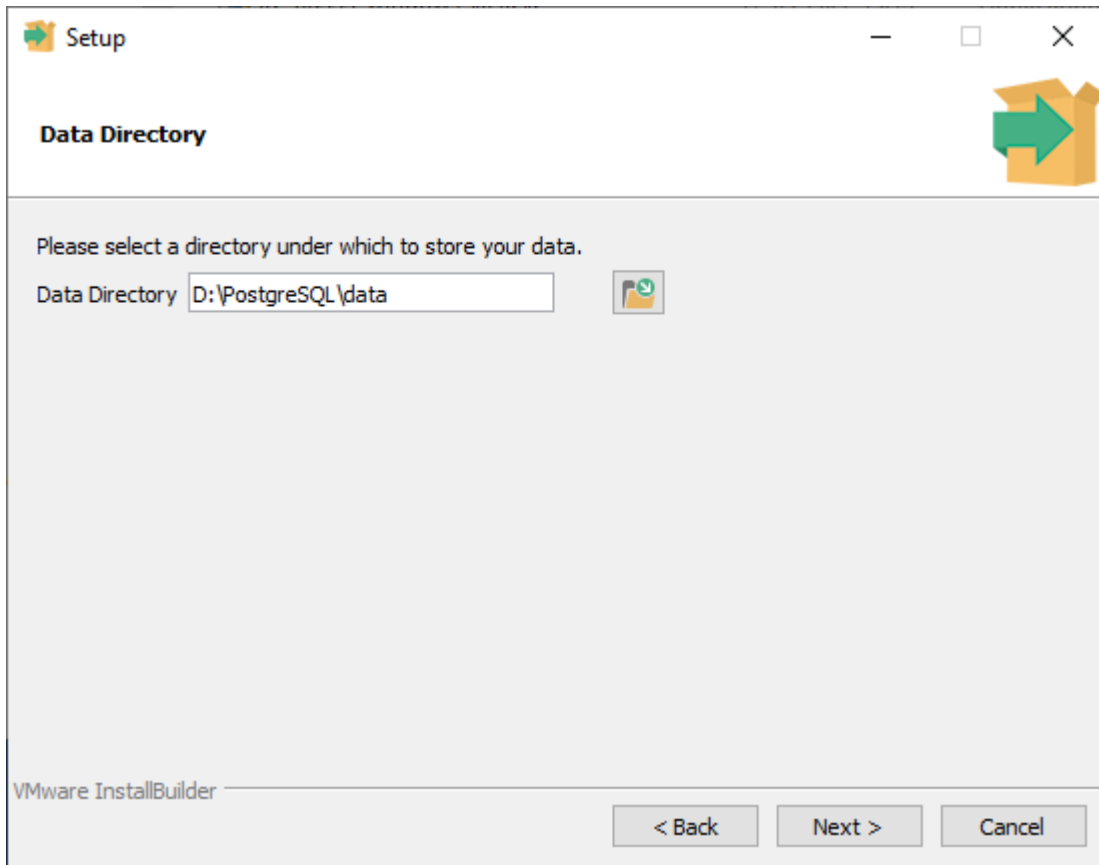 Setup
Data Directory
Please select a directory under which to store your data.
Data Directory D:\PostgreSQL\data
VMware InstallBuilder
< Back Next > Cancel